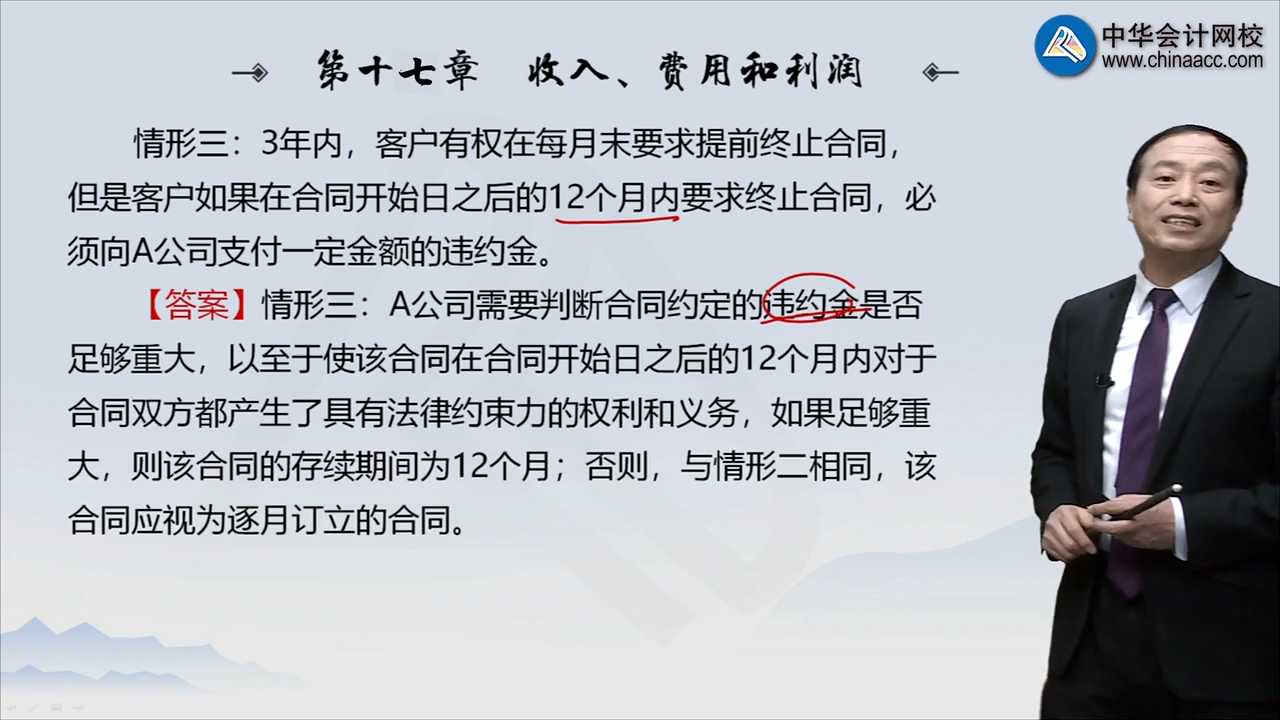 中华会计网校
www.chinaacc.com
第十七章 收入、费用和利润
情形三：3年内，客户有权在每月末要求提前终止合同，
但是客户如果在合同开始日之后的12个月内要求终止合同，必
须向A公司支付一定金额的违约金。
【答案】情形三：A公司需要判断合同约定的违约金是否
足够重大，以至于使该合同在合同开始日之后的12个月内对于
合同双方都产生了具有法律约束力的权利和义务，如果足够重
大，则该合同的存续期间为12个月；否则，与情形二相同，该
合同应视为逐月订立的合同。